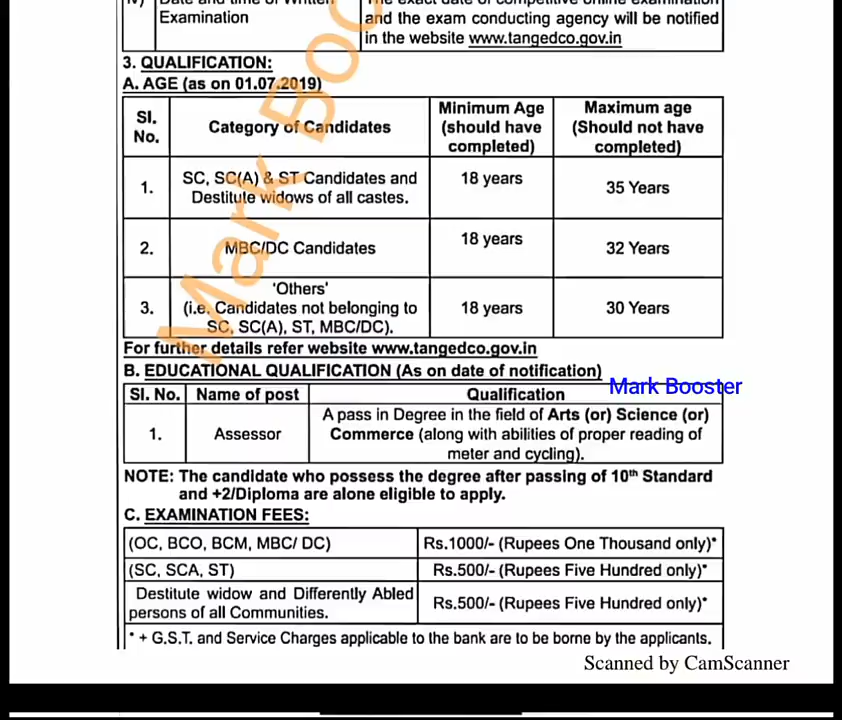 iv) Date and time of Written The exact date of competitive online examination
Examination and the exam conducting agency will be notified
in the website www.tangedco.gov.in
3. QUALIFICATION:
A. AGE (as on 01.07.2019)
Sl. No. Category of Candidates Minimum Age (should have completed) Maximum age (Should not have completed)
1. SC, SC(A) & ST Candidates and Destitute widows of all castes. 18 years 35 Years
2. MBC/DC Candidates 18 years 32 Years
3. 'Others' (i.e. Candidates not belonging to SC, SC(A), ST, MBC/DC). 18 years 30 Years
For further details refer website www.tangedco.gov.in
B. EDUCATIONAL QUALIFICATION (As on date of notification)
Mark Booster
Sl. No. Name of post Qualification
1. Assessor A pass in Degree in the field of Arts (or) Science (or) Commerce (along with abilities of proper reading of meter and cycling).
NOTE: The candidate who possess the degree after passing of 10th Standard
and +2/Diploma are alone eligible to apply.
C. EXAMINATION FEES:
(OC, BCO, BCM, MBC/ DC) Rs.1000/- (Rupees One Thousand only)*
(SC, SCA, ST) Rs.500/- (Rupees Five Hundred only)*
Destitute widow and Differently Abled persons of all Communities. Rs.500/- (Rupees Five Hundred only)*
* + G.S.T. and Service Charges applicable to the bank are to be borne by the applicants.
Scanned by CamScanner
Mark Boo